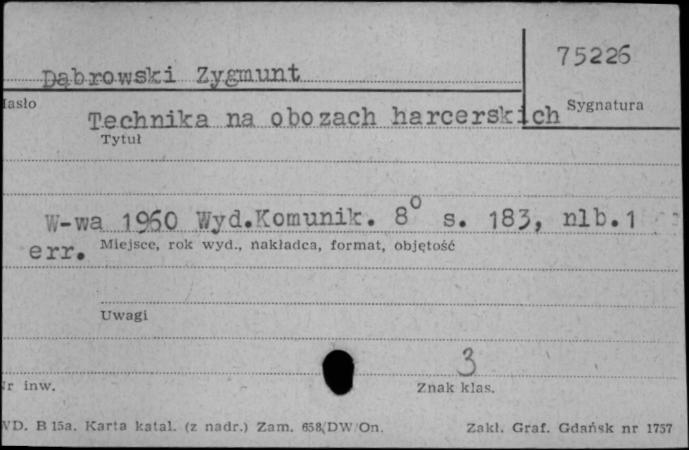 75226
Dąbrowski Zygmunt
Hasło
Sygnatura
Technika na obozach harcerskich
Tytuł
W-wa 1960 Wyd.Komunik. 8° s. 183, nlb.1
err.
Miejsce, rok wyd., nakładca, format, objętość
Uwagi
3
Nr inw.
Znak klas.
WD. B 15a. Karta katal. (z nadr.) Zam. 658/DW/On.
Zakł. Graf. Gdańsk nr 1757